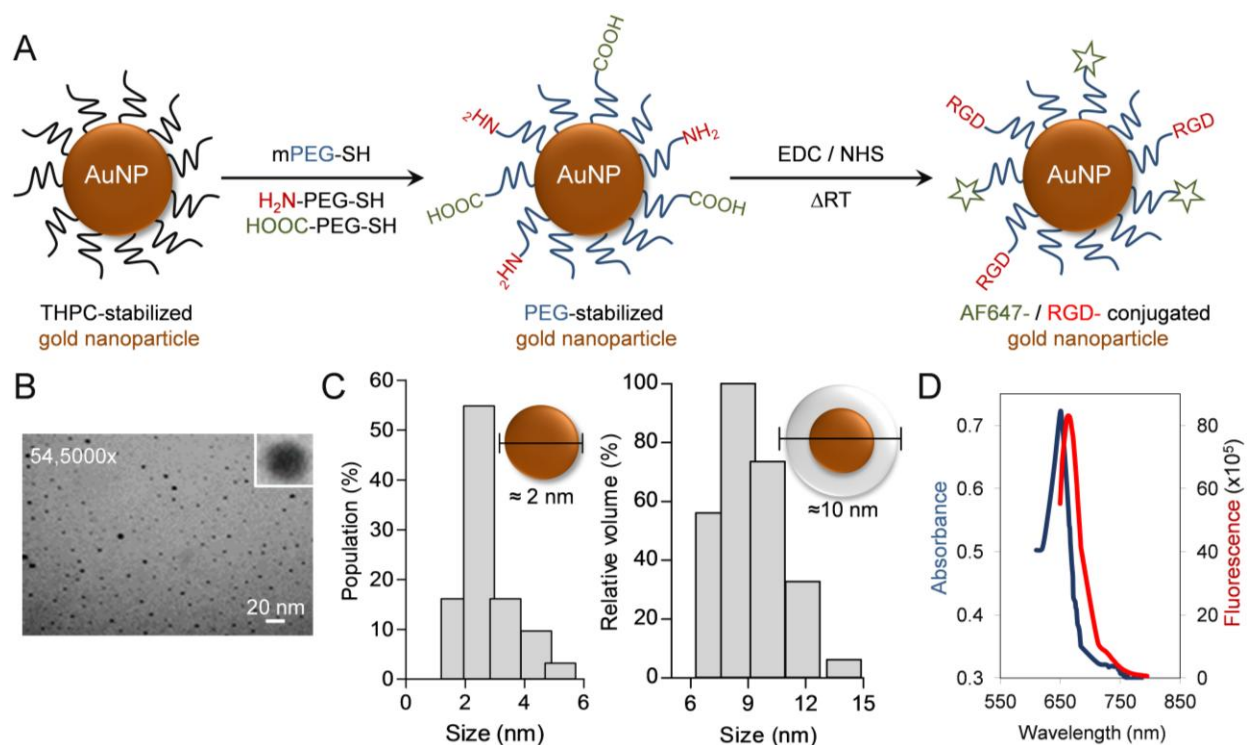 A
COOH
₂HN
NH₂
HOOC
COOH
₂HN
AuNP
mPEG-SH
H₂N-PEG-SH
HOOC-PEG-SH
AuNP
EDC / NHS
ΔRT
RGD
RGD
RGD
AuNP
THPC-stabilized
gold nanoparticle
PEG-stabilized
gold nanoparticle
AF647- / RGD- conjugated
gold nanoparticle
B
54,5000x
20 nm
C
Population (%)
60
50
40
30
20
10
0
0 2 4 6
Size (nm)
≈ 2 nm
Relative volume (%)
100
80
60
40
20
0
6 9 12 15
Size (nm)
≈10 nm
D
Absorbance
0.7
0.6
0.5
0.4
0.3
550 650 750 850
Wavelength (nm)
80
60
40
20
0
Fluorescence (x10⁵)